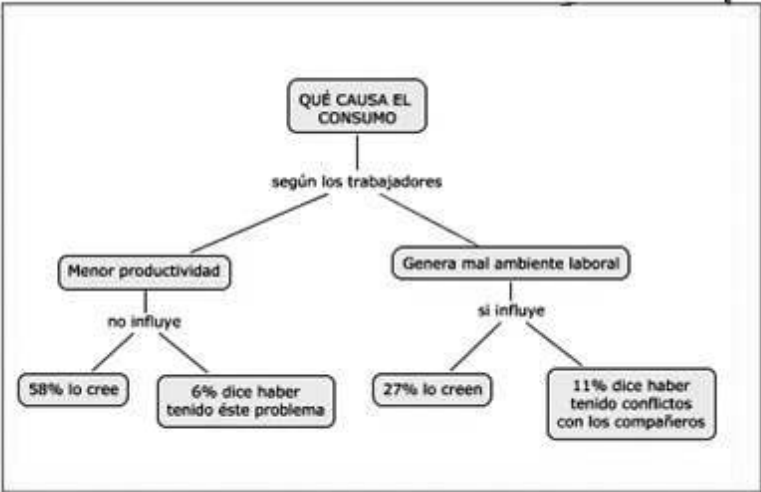 QUÉ CAUSA EL
CONSUMO
según los trabajadores
Menor productividad
Genera mal ambiente laboral
no influye
si influye
58% lo cree
6% dice haber
tenido éste problema
27% lo creen
11% dice haber
tenido conflictos
con los compañeros